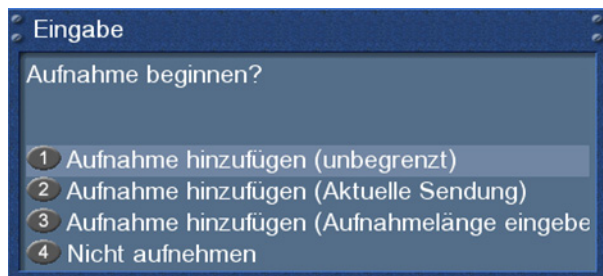 Eingabe
Aufnahme beginnen?
1 Aufnahme hinzufügen (unbegrenzt)
2 Aufnahme hinzufügen (Aktuelle Sendung)
3 Aufnahme hinzufügen (Aufnahmelänge eingebe
4 Nicht aufnehmen